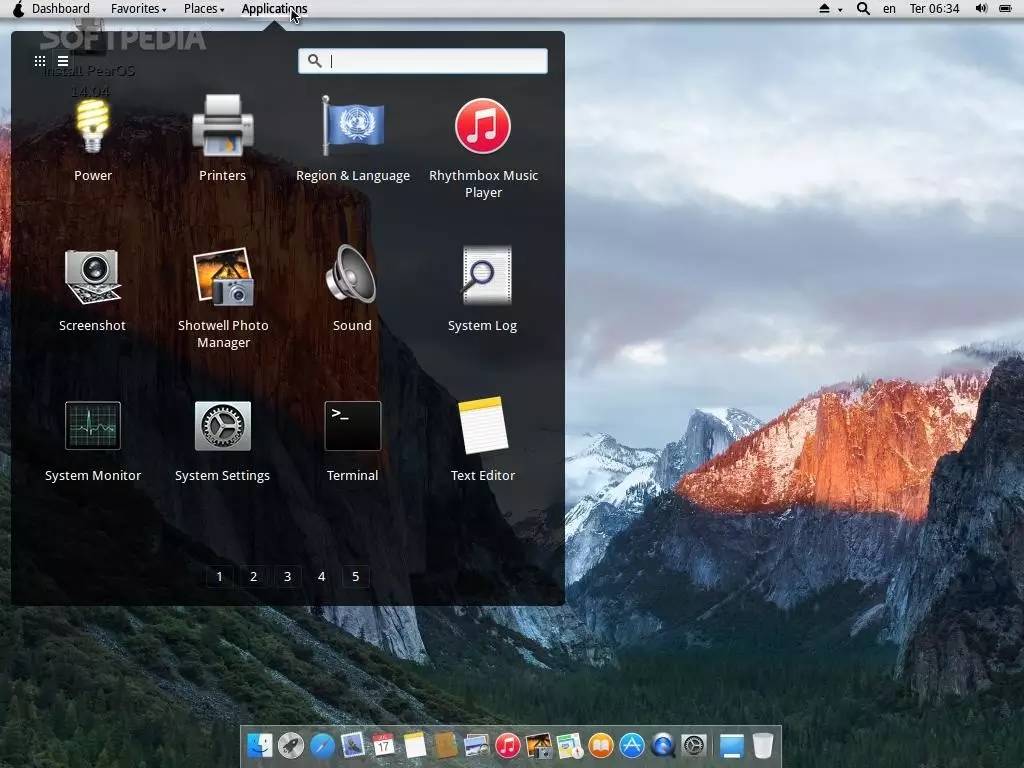 Dashboard Favorites Places Applications en Ter 06:34
SOFTPEDIA
Install PearOS
14.04
Power Printers Region & Language Rhythmbox Music
Player
Screenshot Shotwell Photo Sound System Log
Manager
>_
System Monitor System Settings Terminal Text Editor
1 2 3 4 5
17